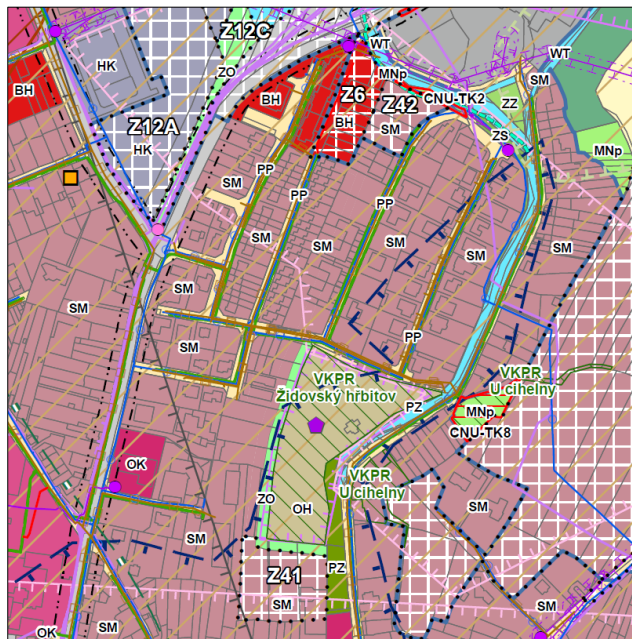 Z12C
WT
WT
HK
ZO
MNp
SM
BH
BH
Z6
Z42
CNU-TK2
ZZ
BH
SM
ZS
Z12A
HK
MNp
SM
PP
PP
PP
SM
SM
SM
SM
SM
SM
SM
SM
PP
VKPR
Židovský hřbitov
VKPR
U cihelny
PZ
MNp
CNU-TK8
OK
VKPR
U cihelny
ZO
OH
SM
SM
Z41
PZ
SM
SM
SM
OK